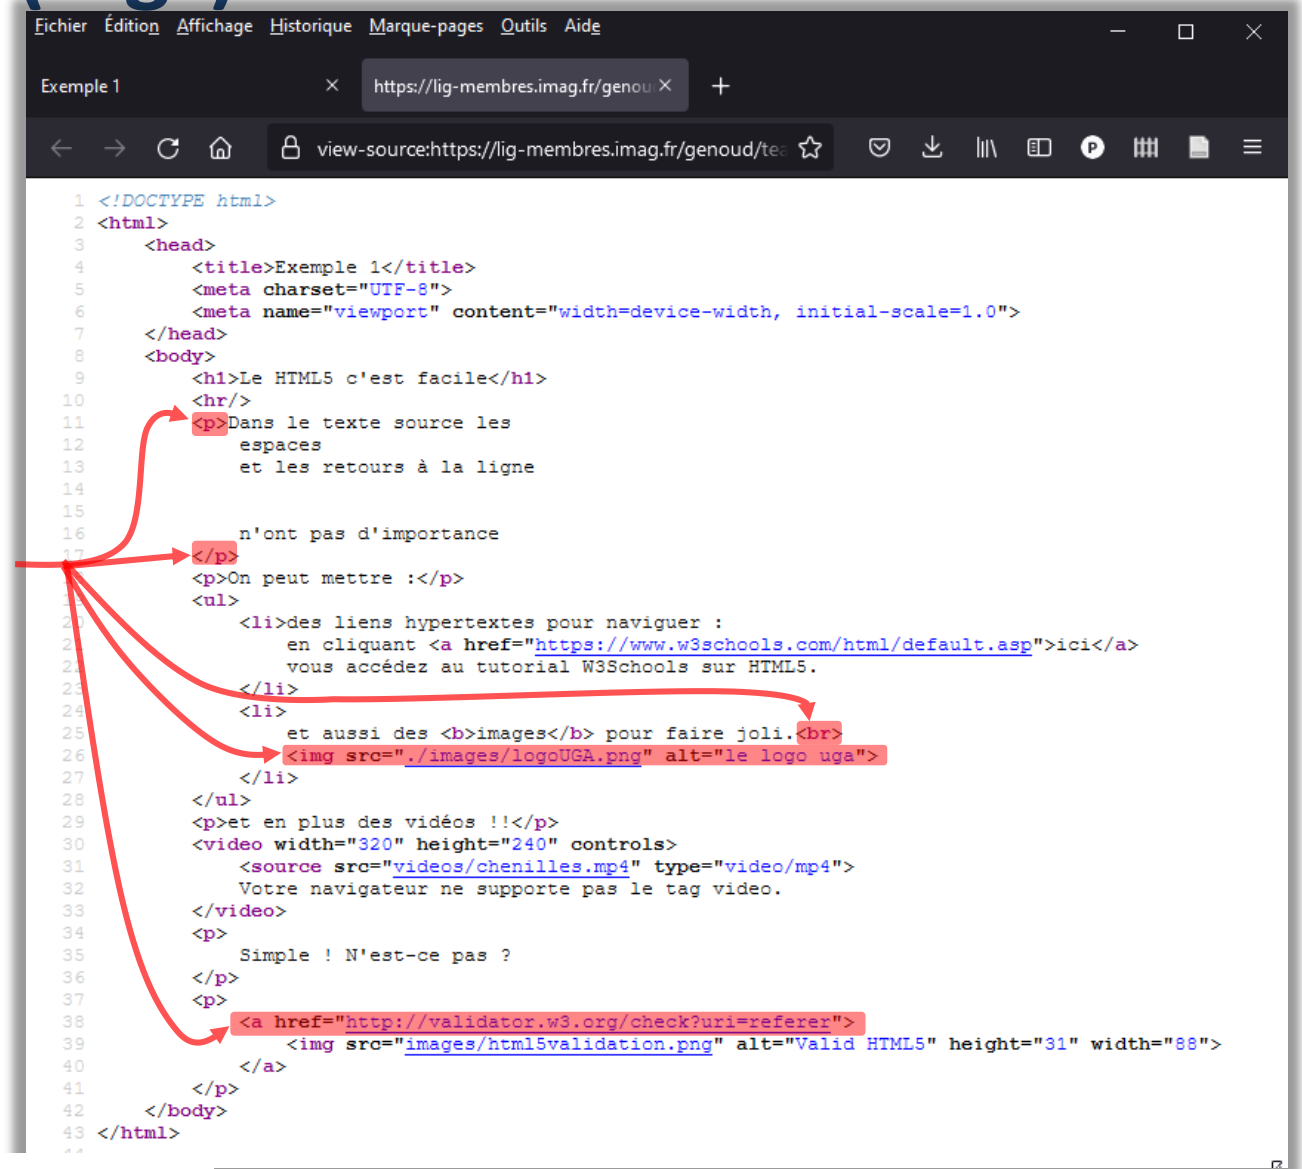 Fichier Édition Affichage Historique Marque-pages Outils Aide
Exemple 1 https://lig-membres.imag.fr/genou
view-source:https://lig-membres.imag.fr/genoud/tea
1 <!DOCTYPE html>
2 <html>
3 <head>
4 <title>Exemple 1</title>
5 <meta charset="UTF-8">
6 <meta name="viewport" content="width=device-width, initial-scale=1.0">
7 </head>
8 <body>
9 <h1>Le HTML5 c'est facile</h1>
10 <hr/>
11 <p>Dans le texte source les
12 espaces
13 et les retours à la ligne
14
15
16 n'ont pas d'importance
17 </p>
18 <p>On peut mettre :</p>
19 <ul>
20 <li>des liens hypertextes pour naviguer :
21 en cliquant <a href="https://www.w3schools.com/html/default.asp">ici</a>
22 vous accédez au tutorial W3Schools sur HTML5.
23 </li>
24 <li>
25 et aussi des <b>images</b> pour faire joli.<br>
26 <img src="./images/logoUGA.png" alt="le logo uga">
27 </li>
28 </ul>
29 <p>et en plus des vidéos !!</p>
30 <video width="320" height="240" controls>
31 <source src="videos/chenilles.mp4" type="video/mp4">
32 Votre navigateur ne supporte pas le tag video.
33 </video>
34 <p>
35 Simple ! N'est-ce pas ?
36 </p>
37 <p>
38 <a href="http://validator.w3.org/check?uri=referer">
39 <img src="images/html5validation.png" alt="Valid HTML5" height="31" width="88">
40 </a>
41 </p>
42 </body>
43 </html>